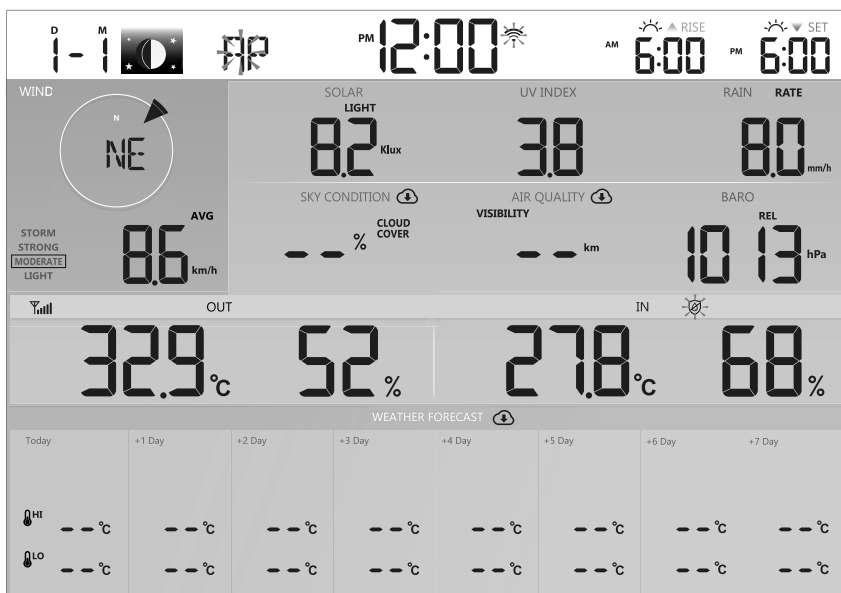 D M
1-1 AP PM 12:00 AM RISE 6:00 PM SET 6:00
WIND
N
NE
STORM
STRONG
MODERATE
LIGHT
AVG
8.6 km/h
SOLAR
LIGHT
8.2 Klux
UV INDEX
3.8
RAIN RATE
8.0 mm/h
SKY CONDITION
-- % CLOUD
COVER
AIR QUALITY
VISIBILITY
-- km
BARO
REL
1013 hPa
OUT
32.9 °C 52 %
IN
27.8 °C 68 %
WEATHER FORECAST
Today +1 Day +2 Day +3 Day +4 Day +5 Day +6 Day +7 Day
HI -- °C -- °C -- °C -- °C -- °C -- °C -- °C -- °C
LO -- °C -- °C -- °C -- °C -- °C -- °C -- °C -- °C